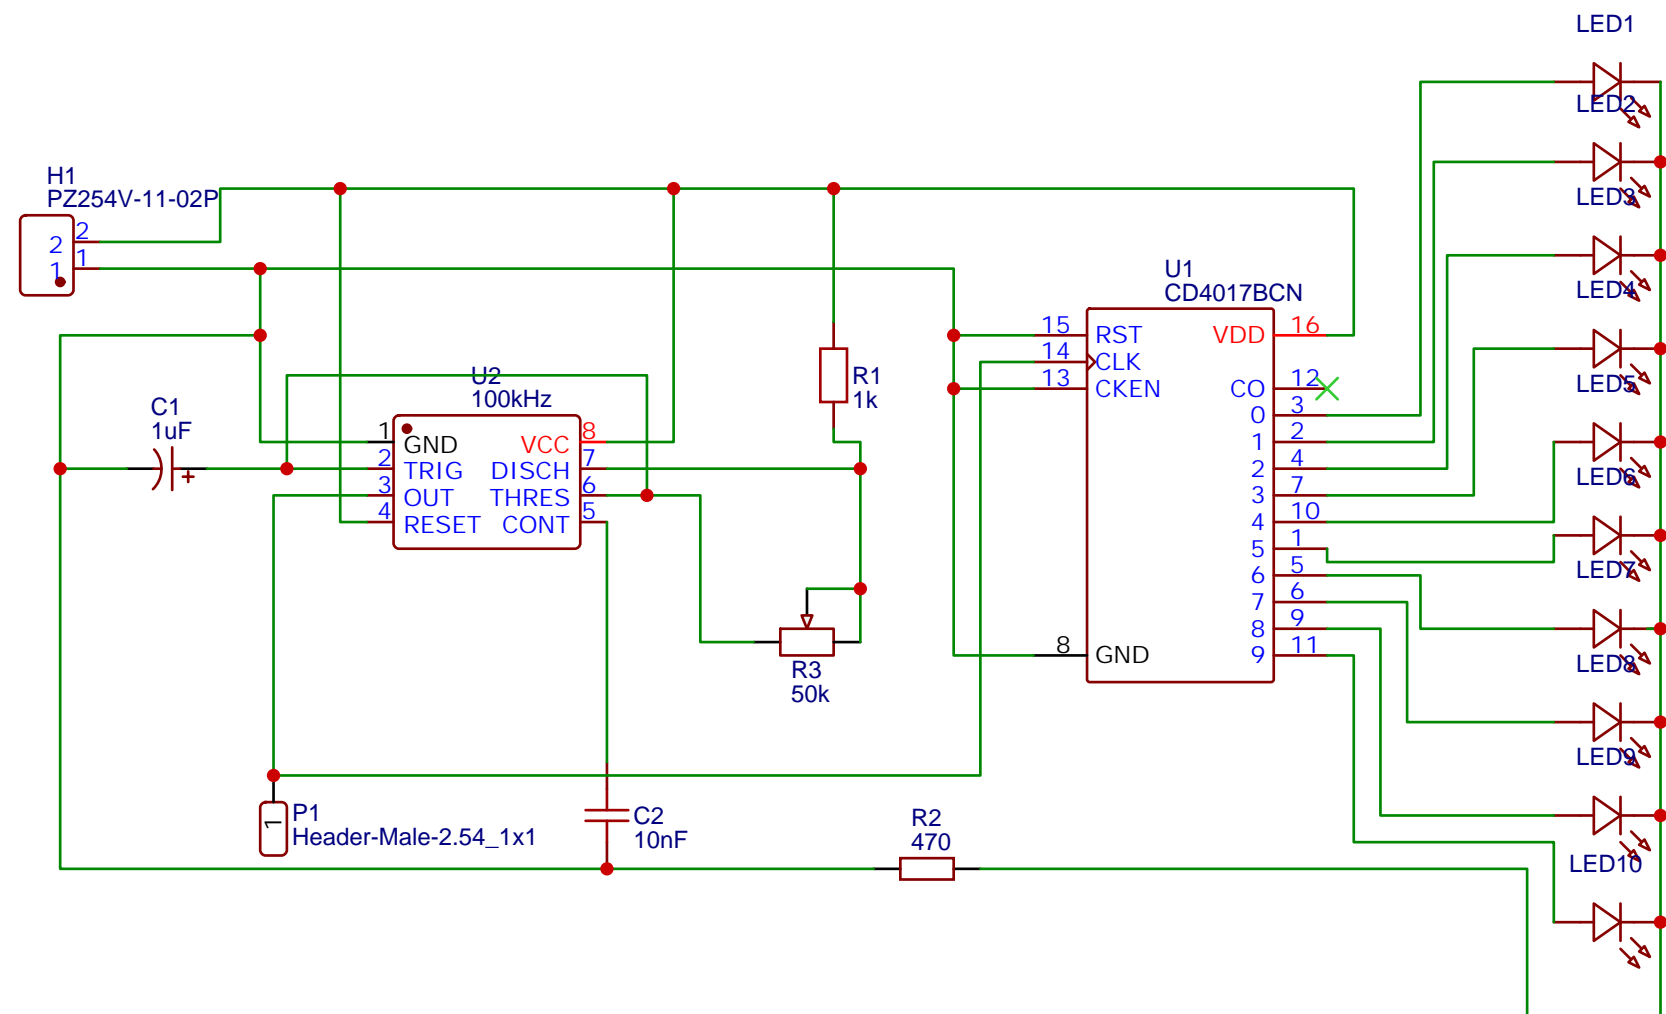 LED1
LED2
H1
PZ254V-11-02P
LED3
2
2
1
1
U1
CD4017BCN
LED4
15
RST
VDD
16
14
CLK
U2
100kHz
R1
1k
13
CKEN
CO
12
LED5
C1
1uF
0
3
1
GND
VCC
8
1
2
2
TRIG
DISCH
7
2
4
LED6
3
OUT
THRES
6
3
7
4
RESET
CONT
5
4
10
5
1
LED7
6
5
7
6
8
9
8
GND
9
11
LED8
R3
50k
LED9
P1
1
Header-Male-2.54_1x1
C2
10nF
R2
470
LED10